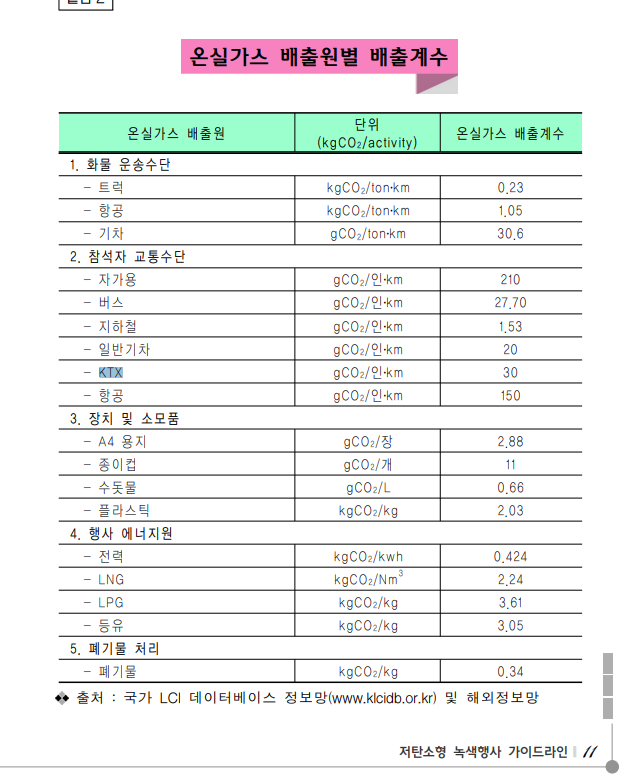 온실가스 배출원별 배출계수
온실가스 배출원 단위 (kgCO₂/activity) 온실가스 배출계수
1. 화물 운송수단
- 트럭 kgCO₂/ton·km 0.23
- 항공 kgCO₂/ton·km 1.05
- 기차 gCO₂/ton·km 30.6
2. 참석자 교통수단
- 자가용 gCO₂/인·km 210
- 버스 gCO₂/인·km 27.70
- 지하철 gCO₂/인·km 1.53
- 일반기차 gCO₂/인·km 20
- KTX gCO₂/인·km 30
- 항공 gCO₂/인·km 150
3. 장치 및 소모품
- A4 용지 gCO₂/장 2.88
- 종이컵 gCO₂/개 11
- 수돗물 gCO₂/L 0.66
- 플라스틱 kgCO₂/kg 2.03
4. 행사 에너지원
- 전력 kgCO₂/kwh 0.424
- LNG kgCO₂/Nm³ 2.24
- LPG kgCO₂/kg 3.61
- 등유 kgCO₂/kg 3.05
5. 폐기물 처리
- 폐기물 kgCO₂/kg 0.34
❖ 출처 : 국가 LCI 데이터베이스 정보망(www.klcidb.or.kr) 및 해외정보망
저탄소형 녹색행사 가이드라인 11